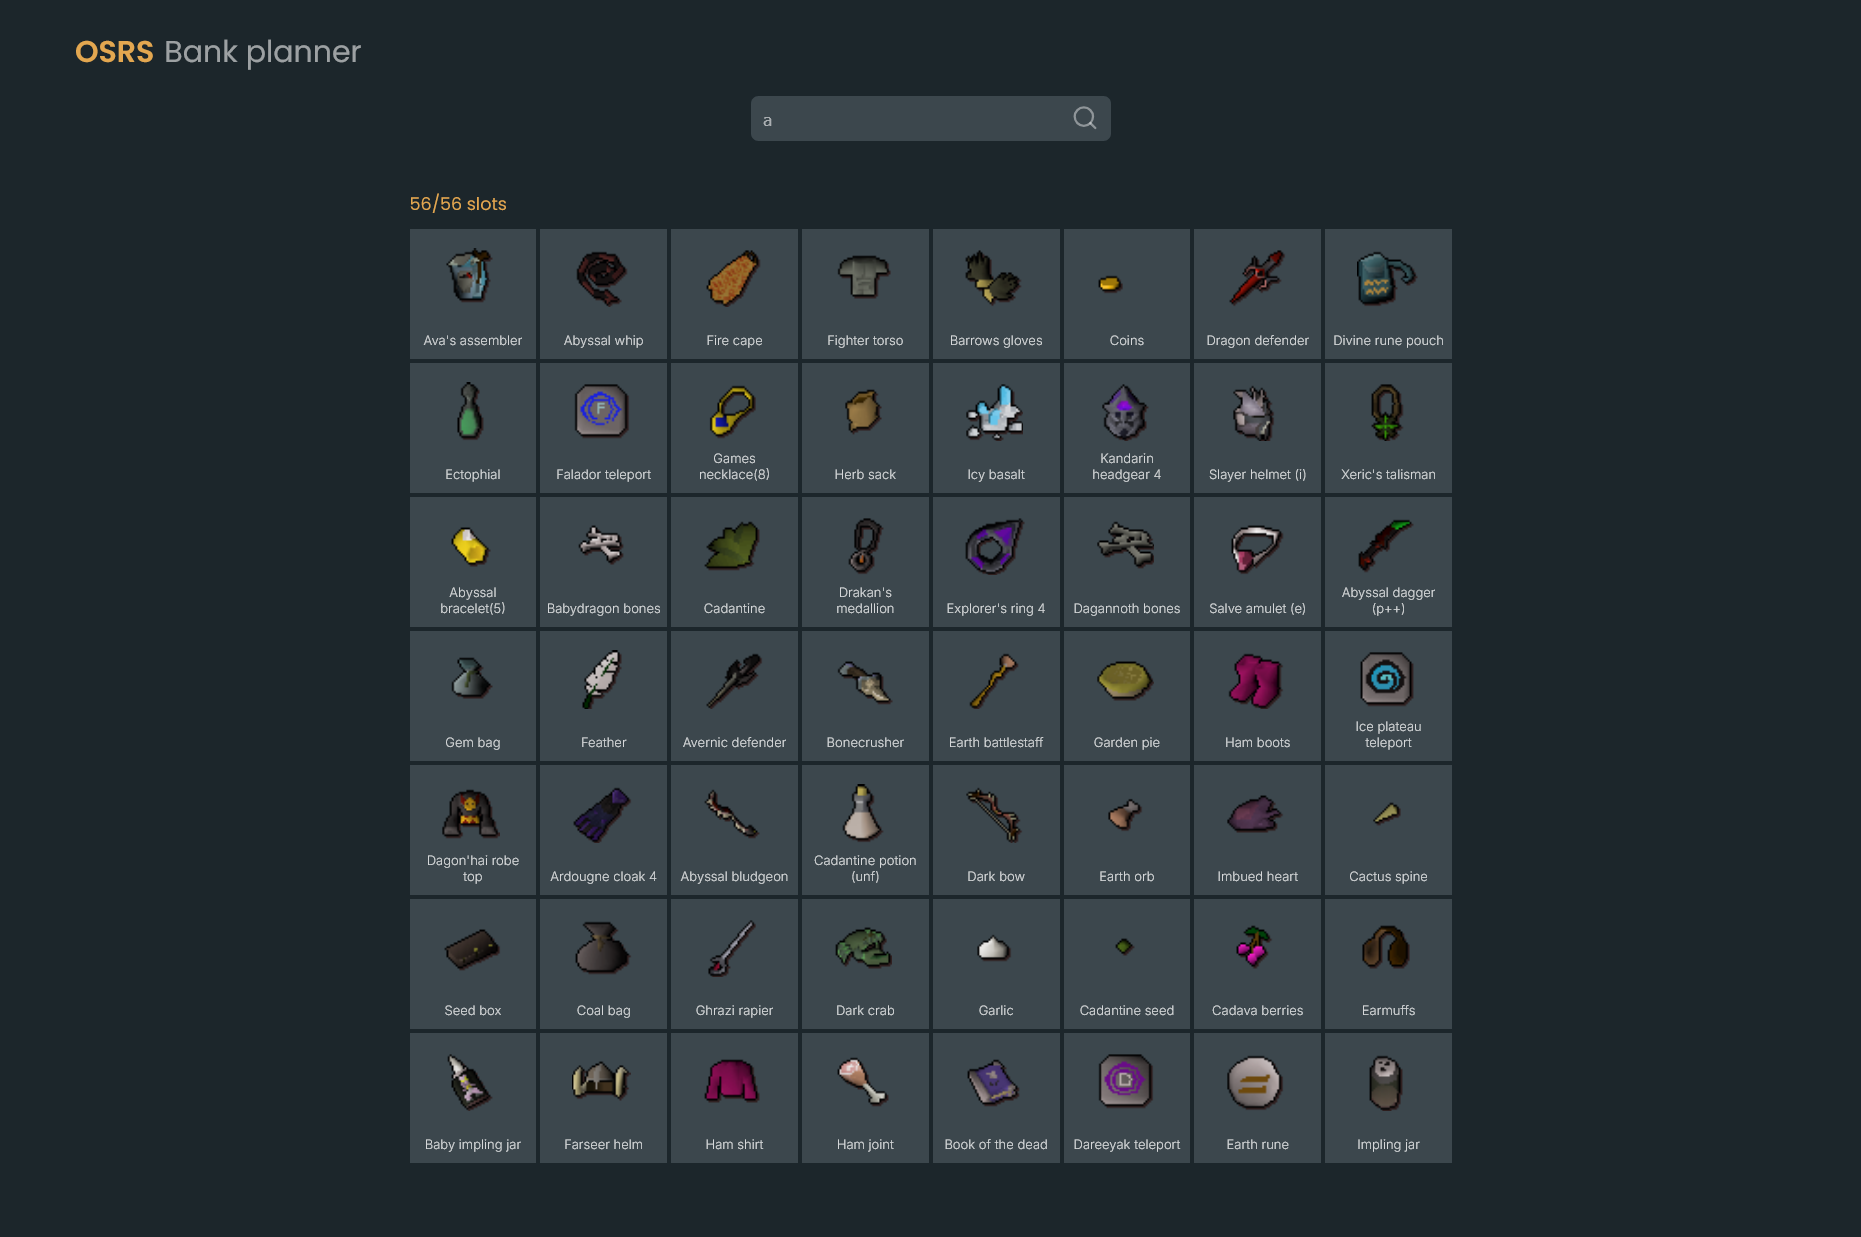 OSRS Bank planner
a
56/56 slots
Ava's assembler
Abyssal whip
Fire cape
Fighter torso
Barrows gloves
Coins
Dragon defender
Divine rune pouch
Ectophial
F
Falador teleport
Games
necklace(8)
Herb sack
Icy basalt
Kandarin
headgear 4
Slayer helmet (i)
Xeric's talisman
Abyssal
bracelet(5)
Babydragon bones
Cadantine
Drakan's
medallion
Explorer's ring 4
Dagannoth bones
Salve amulet (e)
Abyssal dagger
(p++)
Gem bag
Feather
Avernic defender
Bonecrusher
Earth battlestaff
Garden pie
Ham boots
Ice plateau
teleport
Dagon'hai robe
top
Ardougne cloak 4
Abyssal bludgeon
Cadantine potion
(unf)
Dark bow
Earth orb
Imbued heart
Cactus spine
Seed box
Coal bag
Ghrazi rapier
Dark crab
Garlic
Cadantine seed
Cadava berries
Earmuffs
Baby impling jar
Farseer helm
Ham shirt
Ham joint
Book of the dead
D
Dareeyak teleport
Earth rune
Impling jar